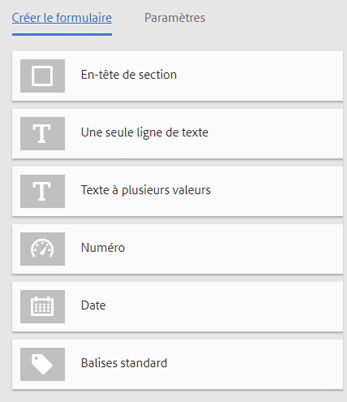 Créer le formulaire Paramètres
En-tête de section
Une seule ligne de texte
Texte à plusieurs valeurs
Numéro
Date
Balises standard